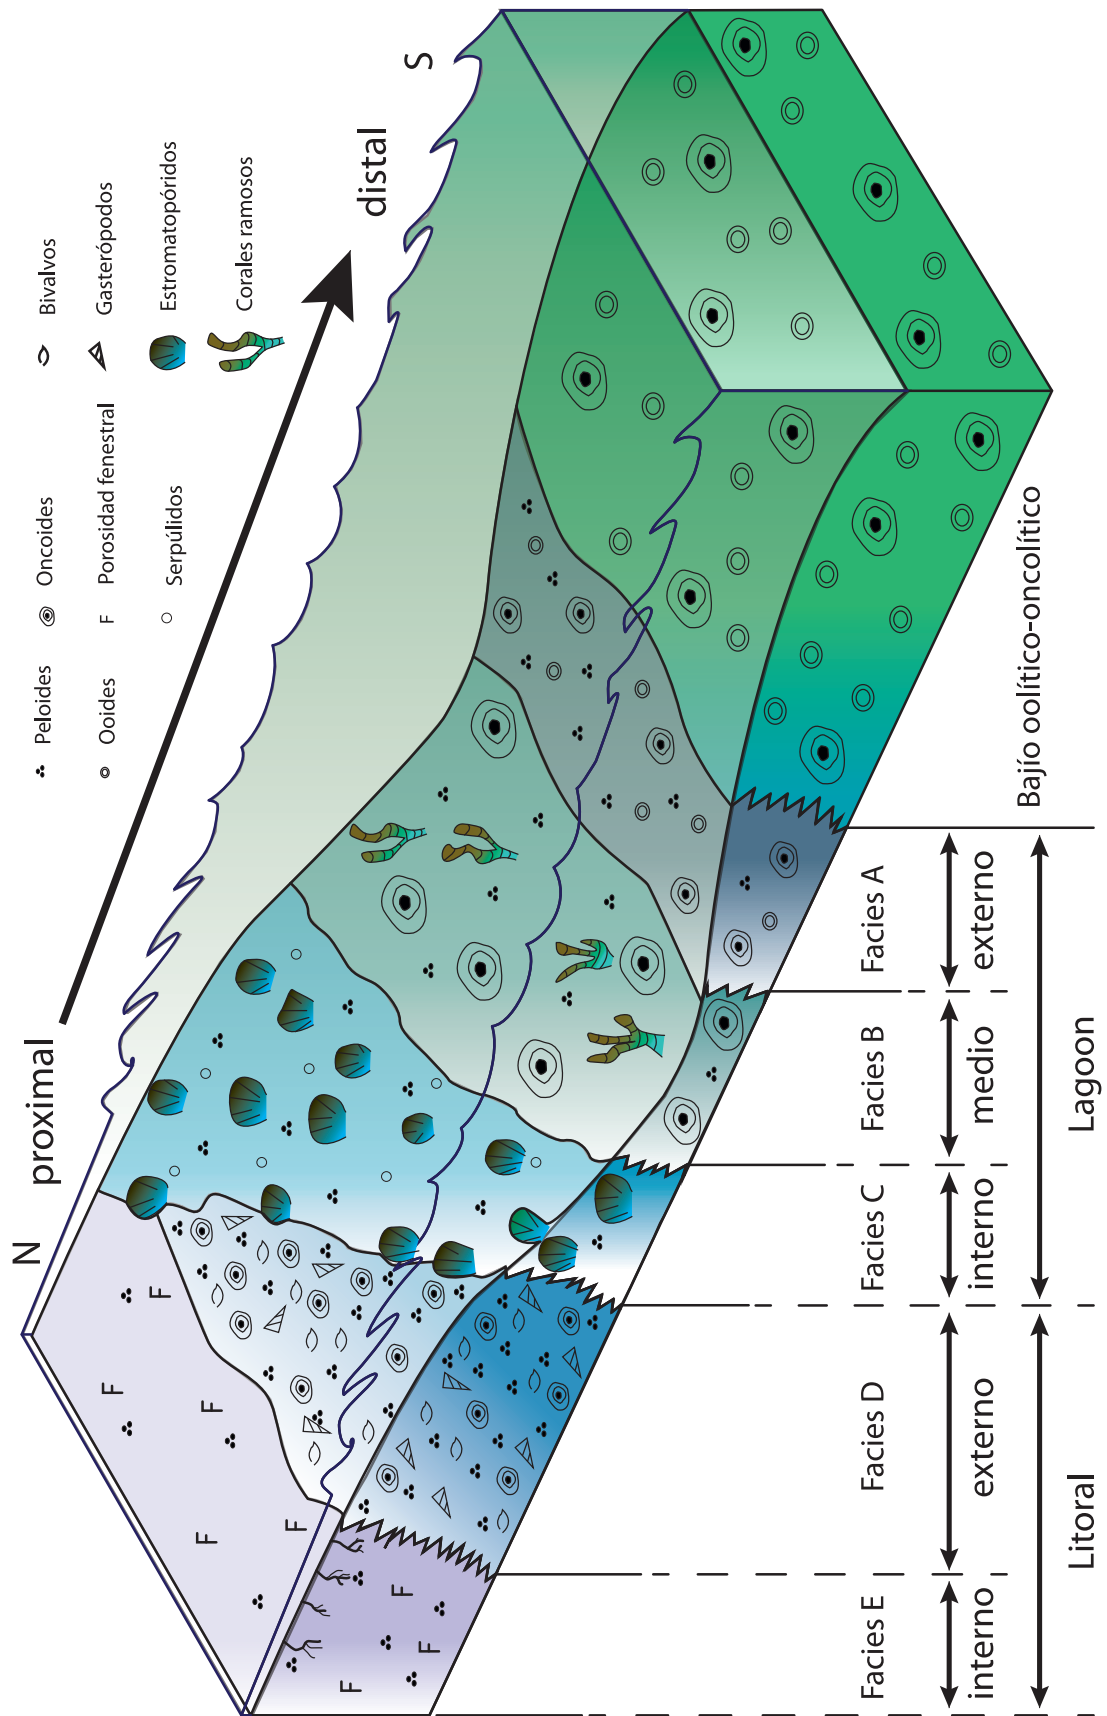 Peloides
Oncoides
Bivalvos
Ooides
F Porosidad fenestral
Gasterópodos
Serpúlidos
Estromatopóridos
Corales ramosos
N
proximal
distal
S
F
F
F
F
F
F
F
F
Facies E
Facies D
Facies C
Facies B
Facies A
Bajío oolítico-oncolítico
interno
externo
interno
medio
externo
Litoral
Lagoon